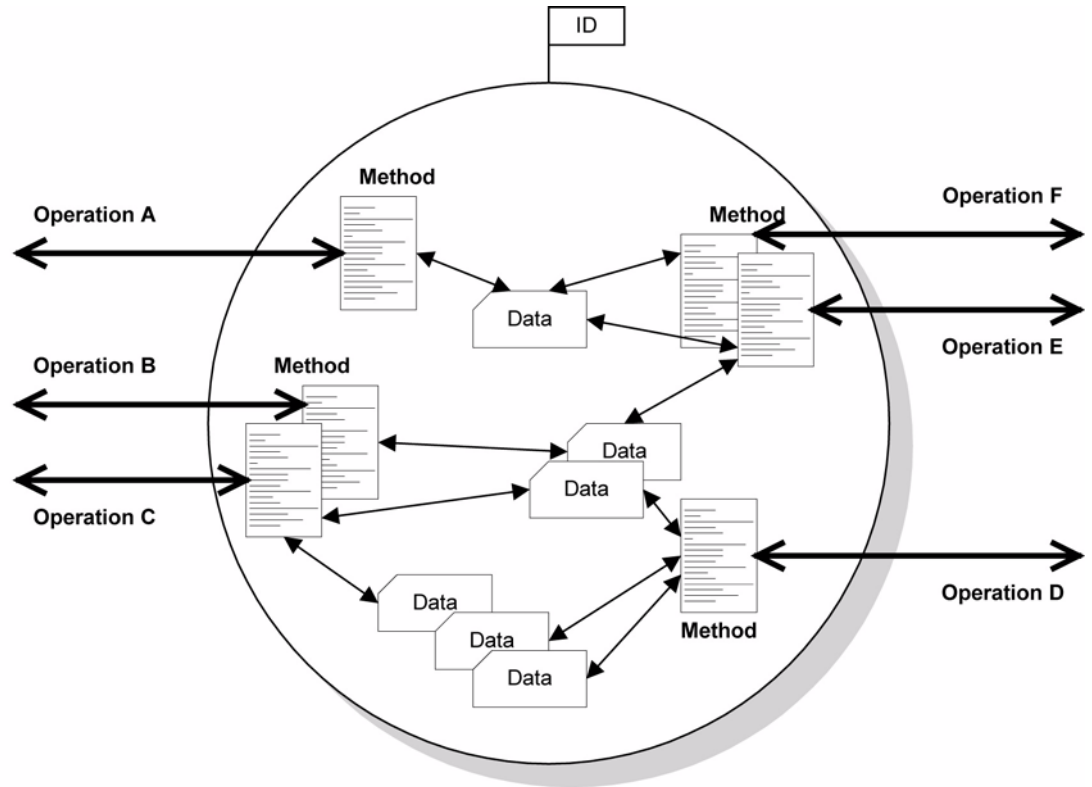 ID
Method
Operation A
Operation F
Method
Data
Operation B
Method
Operation E
Data
Data
Operation C
Data
Data
Data
Method
Operation D